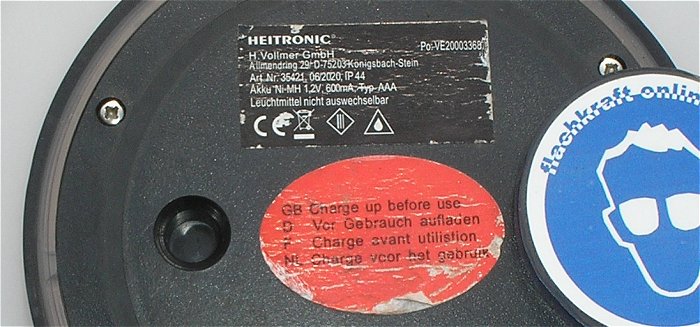 HEITRONIC®
H.Vollmer GmbH
Po:-VE20003368
Allmendring 29, D-75203 Königsbach-Stein
Art.Nr: 35421, 06/2020, IP 44
Akku Ni-MH 1,2V, 600mA, Typ AAA
Leuchtmittel nicht auswechselbar
CE
GB Charge up before use
D Vor Gebrauch aufladen
F Charge avant utilistion
NL Charge voor het gebruik
flachkraft online